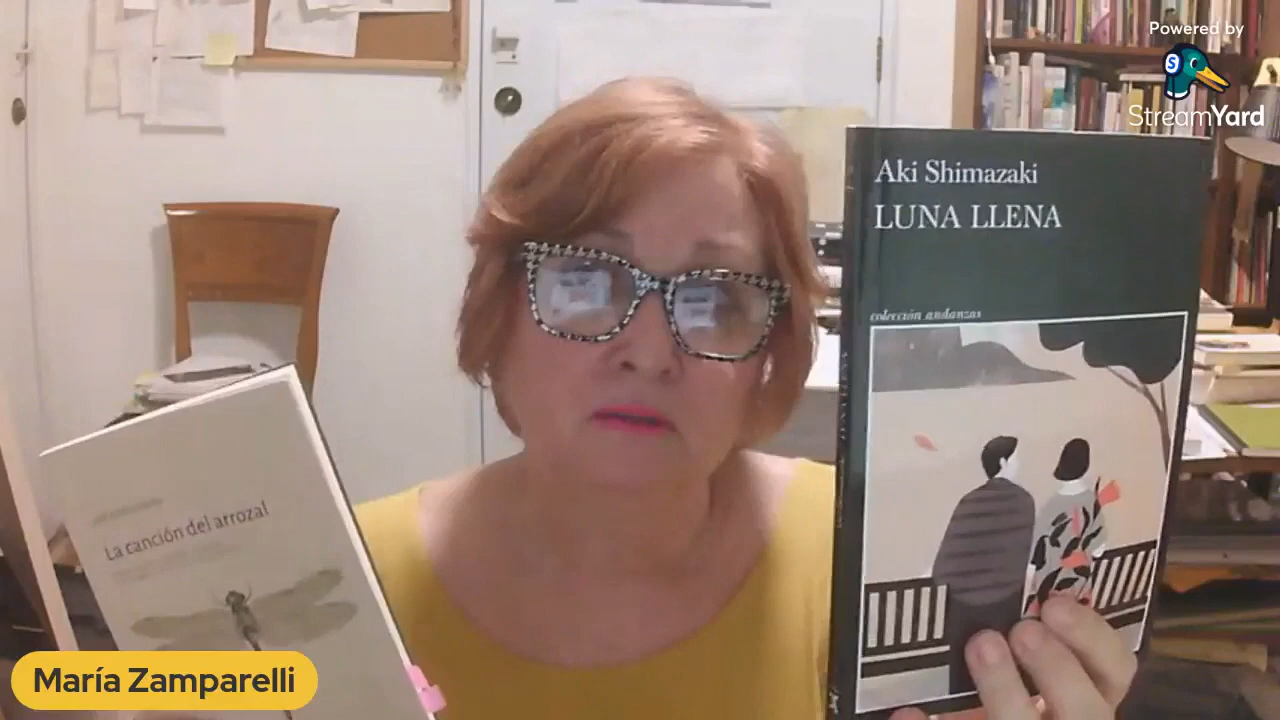 Powered by
StreamYard
Aki Shimazaki
LUNA LLENA
colección andanzas
La canción del arrozal
María Zamparelli